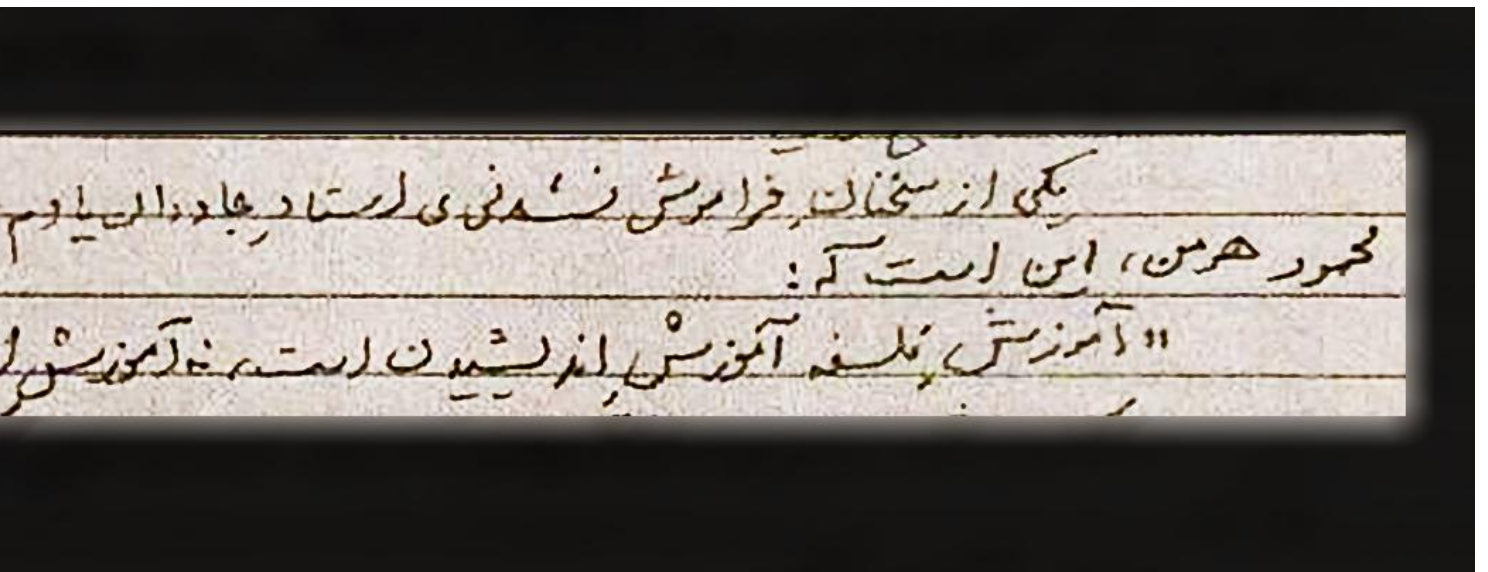 یکی از سخنانِ فراموش نشدنی ی استادِ جاودان یادم
محمود هومن، این است که:
"آموزشِ فلسفه آموزشِ اندیشیدن است، نه آموزشِ